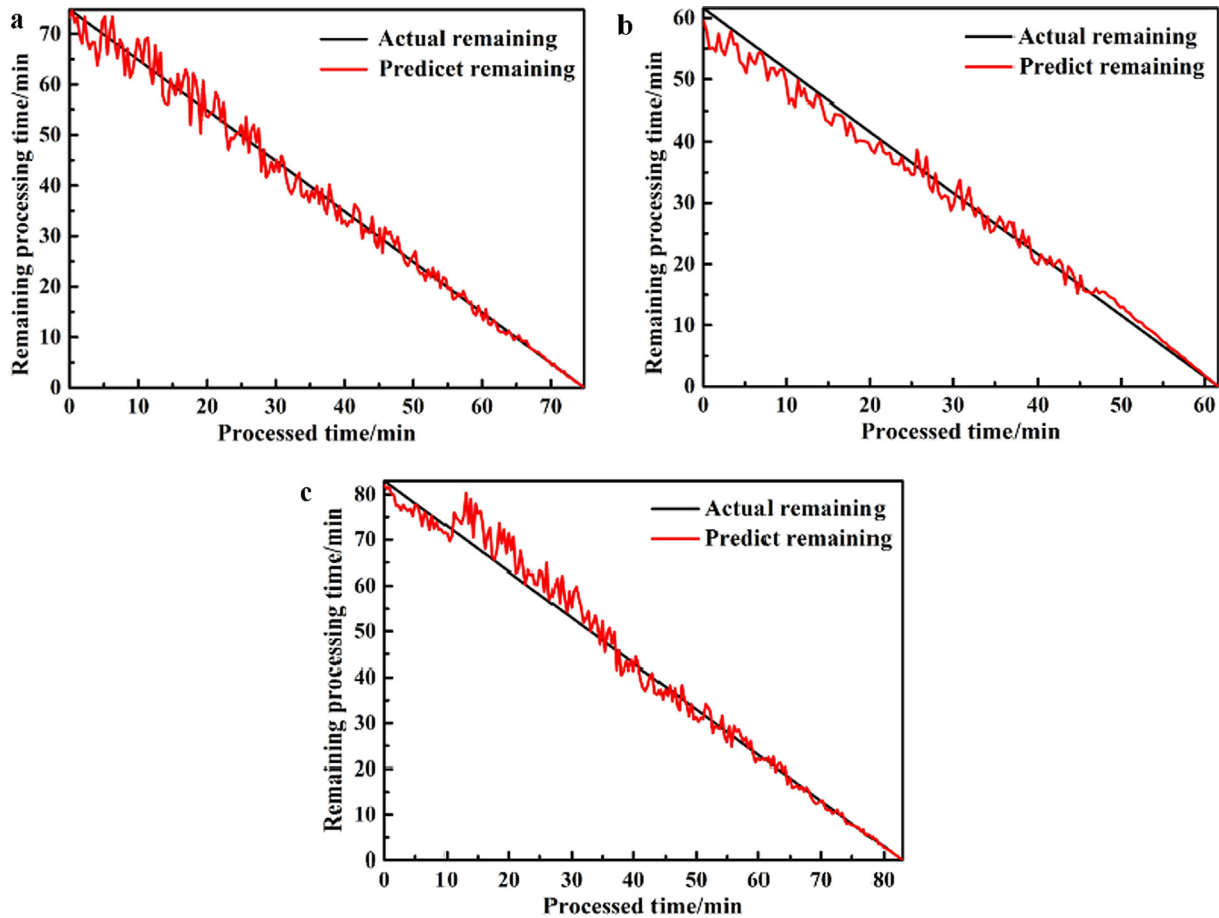 a
Actual remaining
Predicet remaining
Remaining processing time/min
70
60
50
40
30
20
10
0
0 10 20 30 40 50 60 70
Processed time/min
b
Actual remaining
Predict remaining
Remaining processing time/min
60
50
40
30
20
10
0
0 10 20 30 40 50 60
Processed time/min
c
Actual remaining
Predict remaining
Remaining processing time/min
80
70
60
50
40
30
20
10
0
0 10 20 30 40 50 60 70 80
Processed time/min